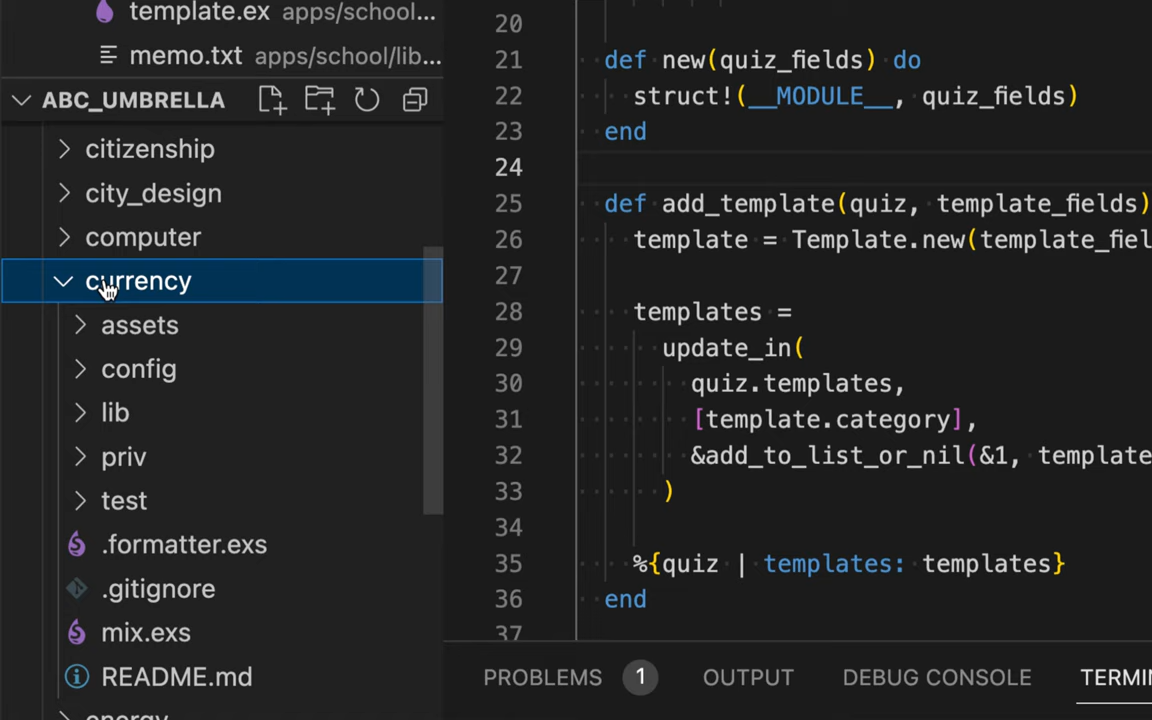 template.ex apps/school...
memo.txt apps/school/lib...
ABC_UMBRELLA
citizenship
city_design
computer
currency
assets
config
lib
priv
test
.formatter.exs
.gitignore
mix.exs
README.md
energy
20
21 def new(quiz_fields) do
22 struct!(__MODULE__, quiz_fields)
23 end
24
25 def add_template(quiz, template_fields)
26 template = Template.new(template_fiel
27
28 templates =
29 update_in(
30 quiz.templates,
31 [template.category],
32 &add_to_list_or_nil(&1, template
33 )
34
35 %{quiz | templates: templates}
36 end
37
PROBLEMS 1 OUTPUT DEBUG CONSOLE TERMIN